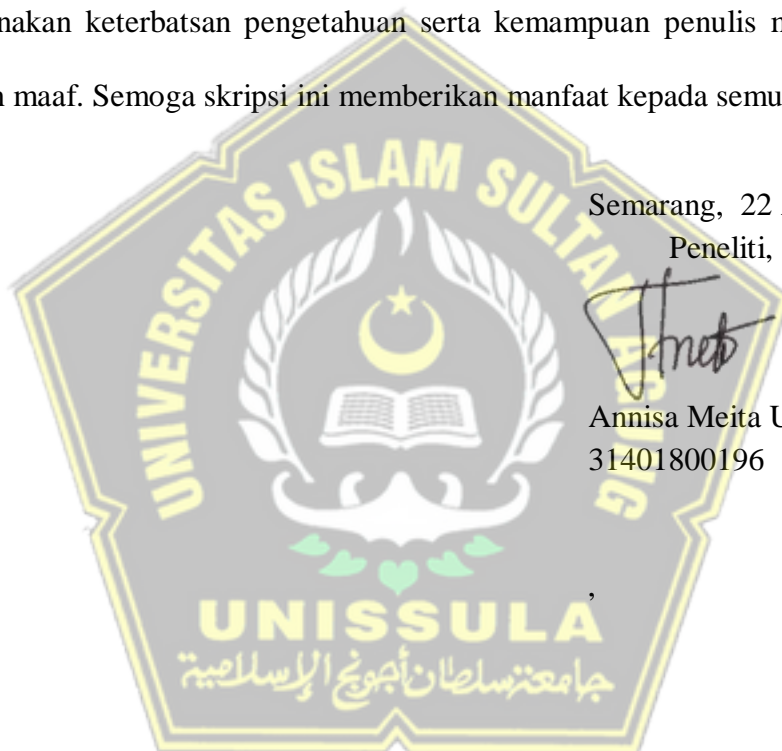 nakan keterbatsan pengetahuan serta kemampuan penulis
maaf. Semoga skripsi ini memberikan manfaat kepada semu
UNIVERSITAS ISLAM SULTAN AGUNG
Semarang, 22
Peneliti,
Annisa Meita U
31401800196
,
UNISSULA
جامعة سلطان أجونج الإسلامية